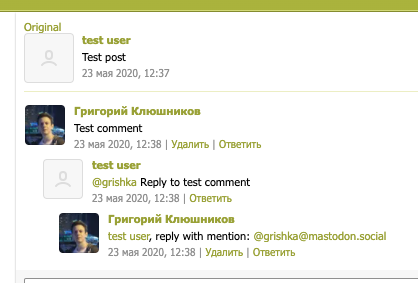 Original
test user
Test post
23 мая 2020, 12:37
Григорий Клюшников
Test comment
23 мая 2020, 12:38 | Удалить | Ответить
test user
@grishka Reply to test comment
23 мая 2020, 12:38 | Ответить
Григорий Клюшников
test user, reply with mention: @grishka@mastodon.social
23 мая 2020, 12:38 | Удалить | Ответить